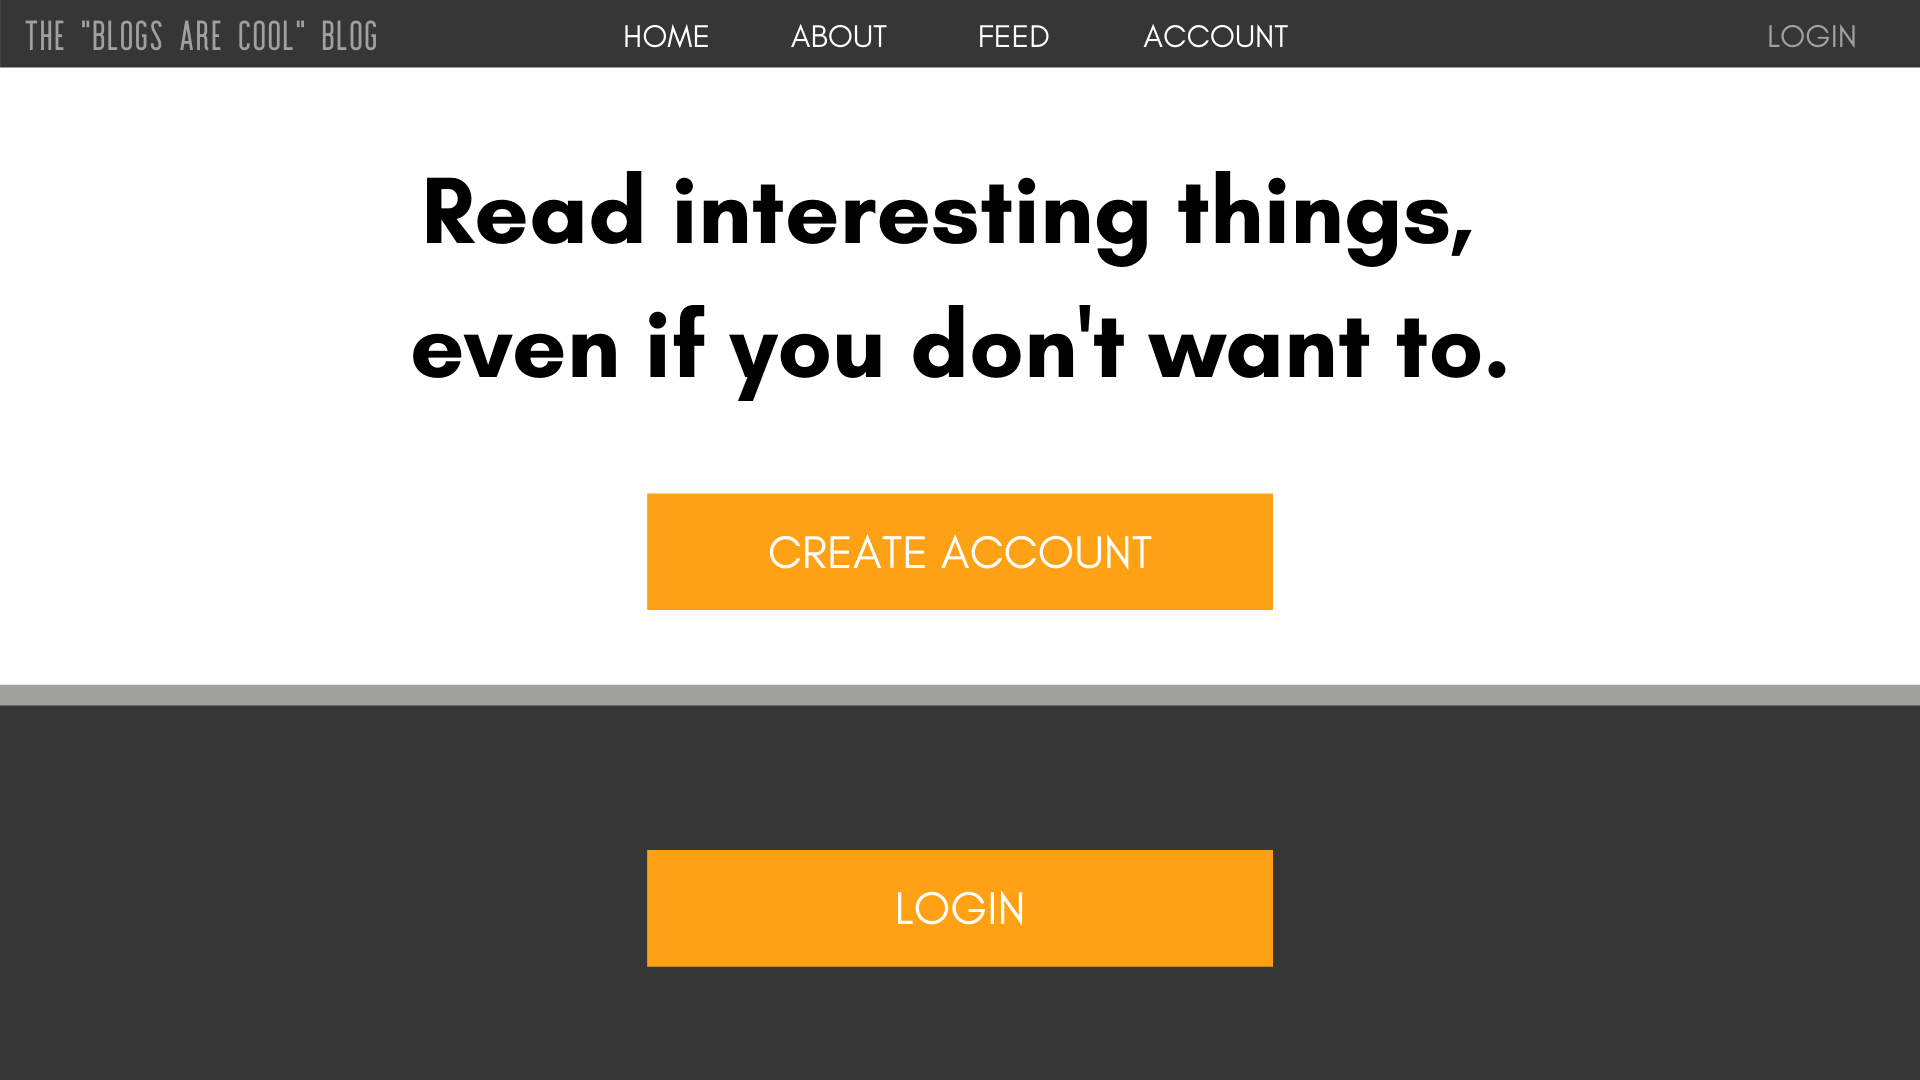 THE "BLOGS ARE COOL" BLOG HOME ABOUT FEED ACCOUNT LOGIN
Read interesting things,
even if you don't want to.
CREATE ACCOUNT
LOGIN